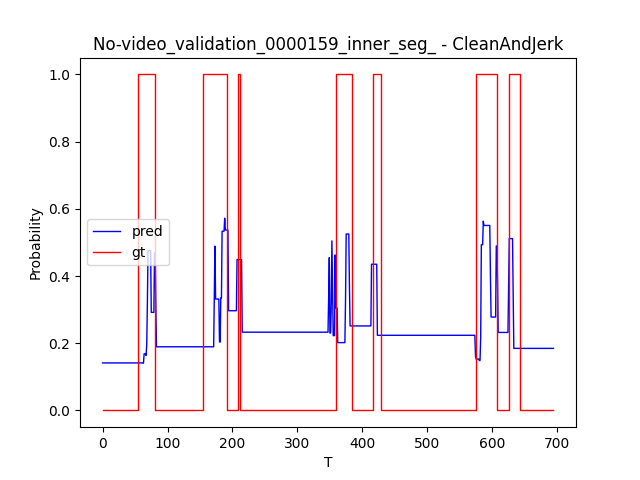 No-video_validation_0000159_inner_seg_ - CleanAndJerk
1.0
0.8
0.6
0.4
0.2
0.0
Probability
pred
gt
0 100 200 300 400 500 600 700
T